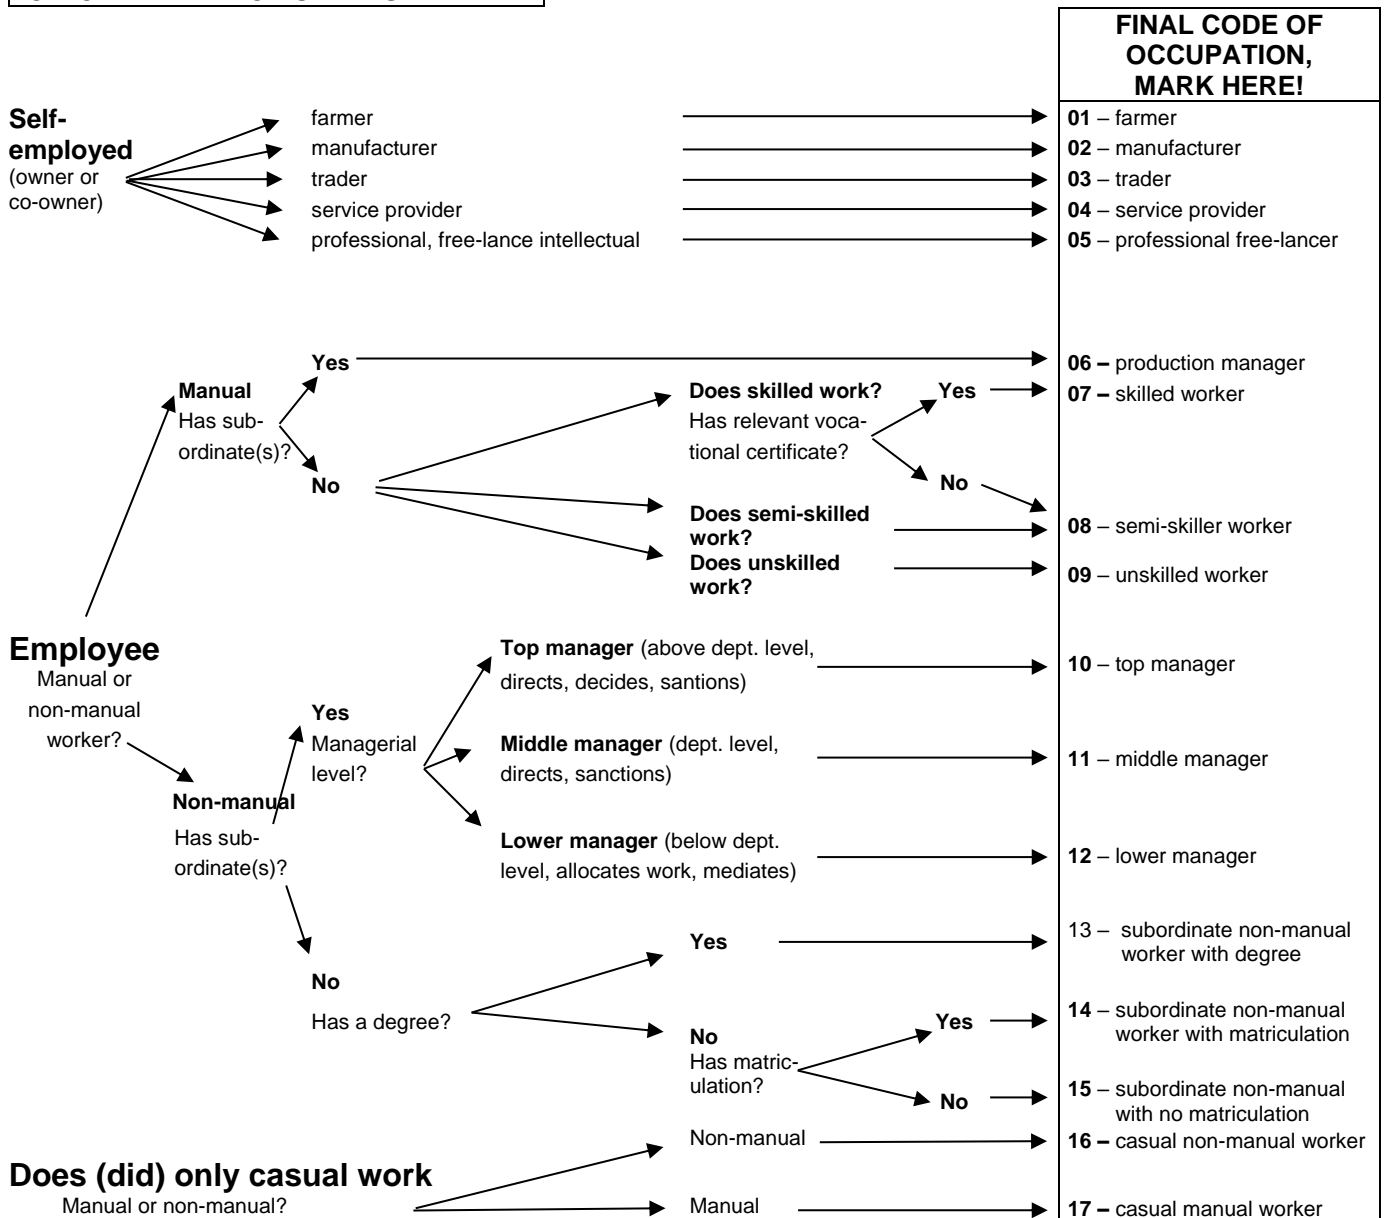 FINAL CODE OF
OCCUPATION,
MARK HERE!
Self-
employed
(owner or
co-owner)
farmer
manufacturer
trader
service provider
professional, free-lance intellectual
01 – farmer
02 – manufacturer
03 – trader
04 – service provider
05 – professional free-lancer
Yes
06 – production manager
Manual
Has sub-
ordinate(s)?
No
Does skilled work?
Has relevant voca-
tional certificate?
Yes
07 – skilled worker
No
Does semi-skilled
work?
08 – semi-skiller worker
Does unskilled
work?
09 – unskilled worker
Employee
Manual or
non-manual
worker?
Non-manual
Has sub-
ordinate(s)?
Yes
Managerial
level?
Top manager (above dept. level,
directs, decides, santions)
10 – top manager
Middle manager (dept. level,
directs, sanctions)
11 – middle manager
Lower manager (below dept.
level, allocates work, mediates)
12 – lower manager
No
Has a degree?
Yes
13 – subordinate non-manual
worker with degree
No
Has matric-
ulation?
Yes
14 – subordinate non-manual
worker with matriculation
No
15 – subordinate non-manual
with no matriculation
Does (did) only casual work
Manual or non-manual?
Non-manual
16 – casual non-manual worker
Manual
17 – casual manual worker